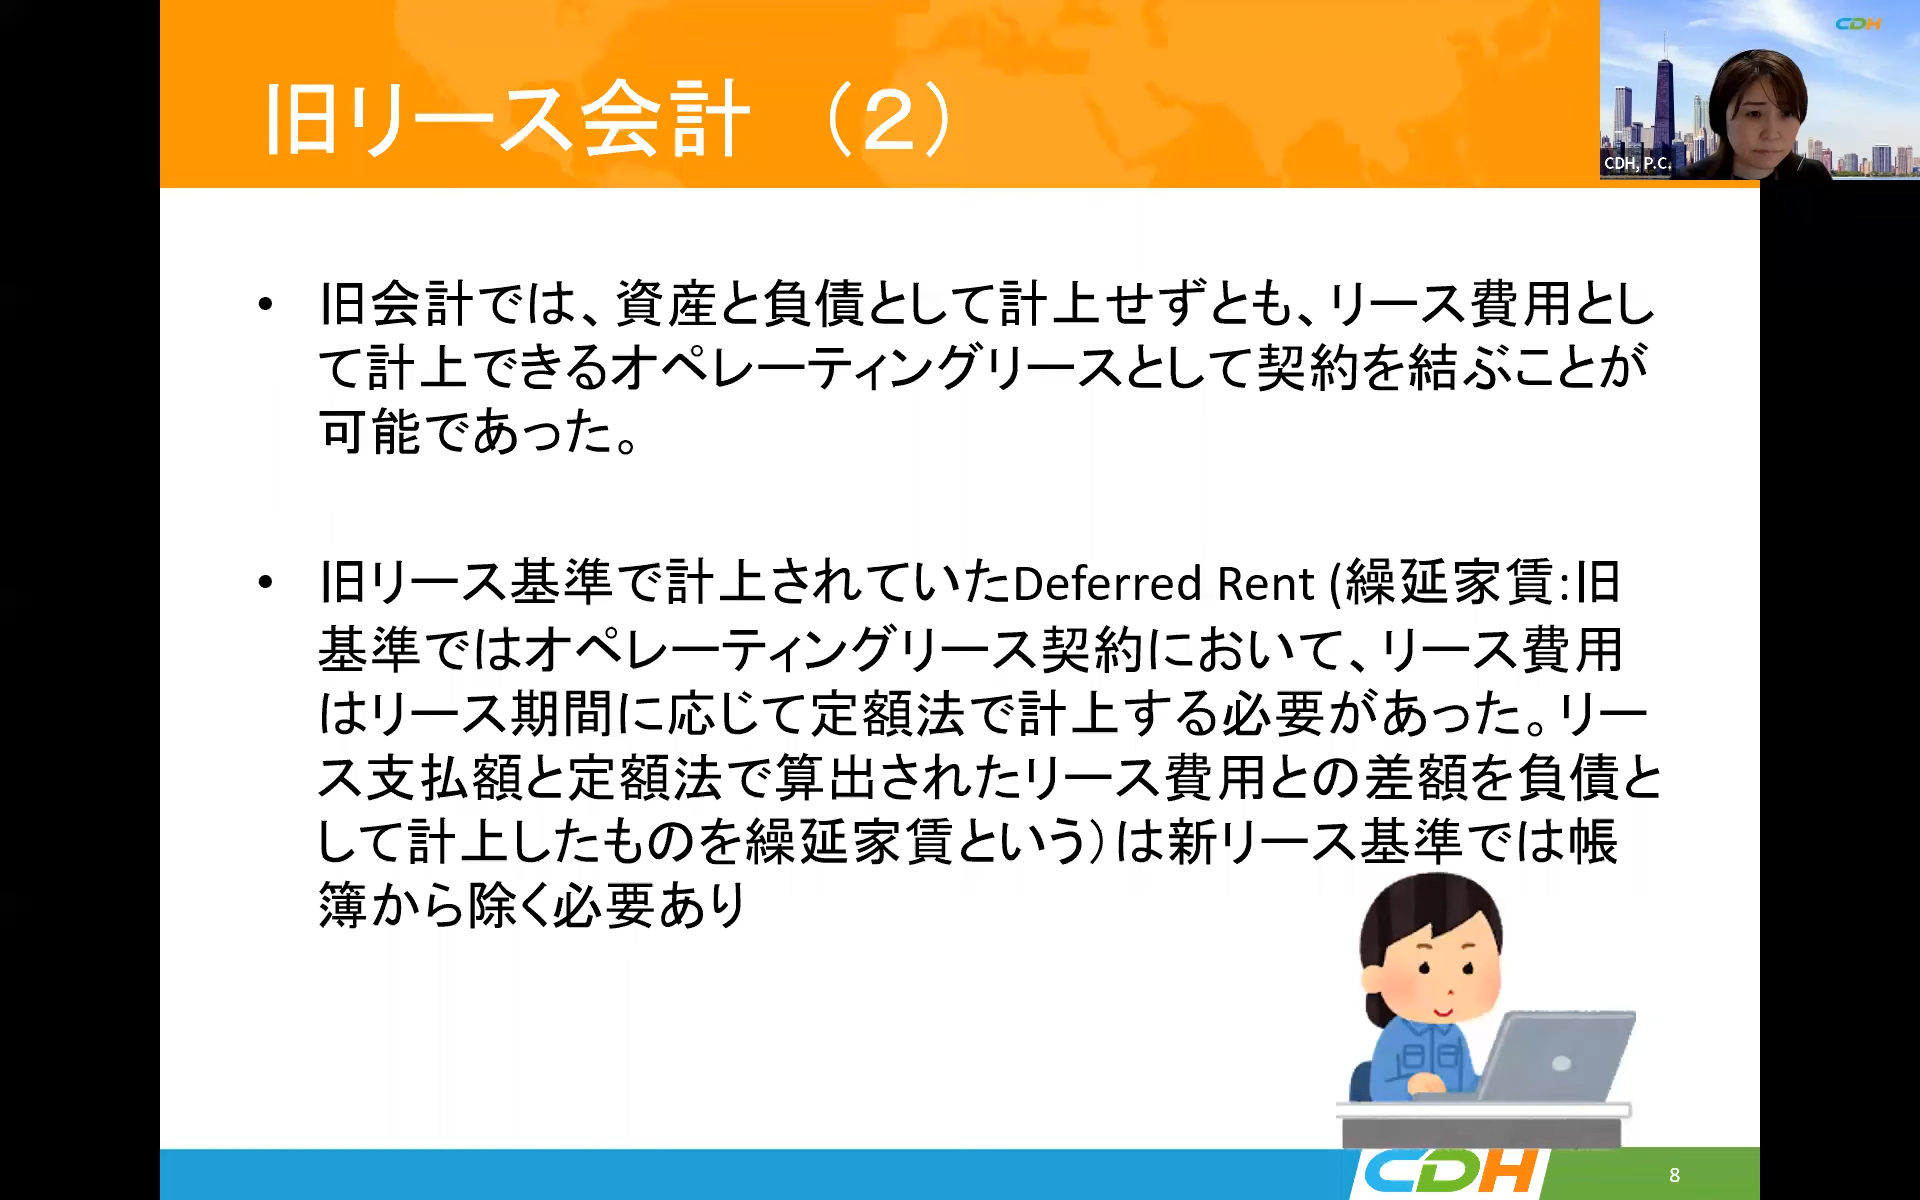 旧リース会計 （２）
CDH
CDH, P.C.
• 旧会計では、資産と負債として計上せずとも、リース費用とし
て計上できるオペレーティングリースとして契約を結ぶことが
可能であった。
• 旧リース基準で計上されていたDeferred Rent (繰延家賃:旧
基準ではオペレーティングリース契約において、リース費用
はリース期間に応じて定額法で計上する必要があった。リー
ス支払額と定額法で算出されたリース費用との差額を負債と
して計上したものを繰延家賃という）は新リース基準では帳
簿から除く必要あり
CDH
8